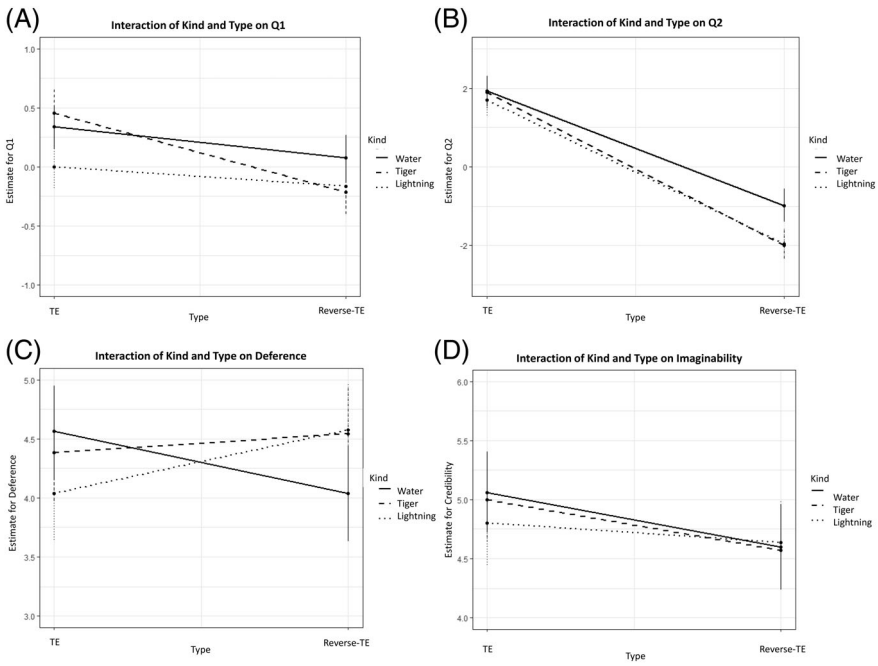 (A)
Interaction of Kind and Type on Q1
1.0
0.5
0.0
-0.5
-1.0
Estimate for Q1
TE
Type
Reverse-TE
Kind
Water
Tiger
Lightning
(B)
Interaction of Kind and Type on Q2
2
0
-2
Estimate for Q2
TE
Type
Reverse-TE
Kind
Water
Tiger
Lightning
(C)
Interaction of Kind and Type on Deference
5.0
4.5
4.0
3.5
3.0
Estimate for Deference
TE
Type
Reverse-TE
Kind
Water
Tiger
Lightning
(D)
Interaction of Kind and Type on Imaginability
6.0
5.5
5.0
4.5
4.0
Estimate for Credibility
TE
Type
Reverse-TE
Kind
Water
Tiger
Lightning